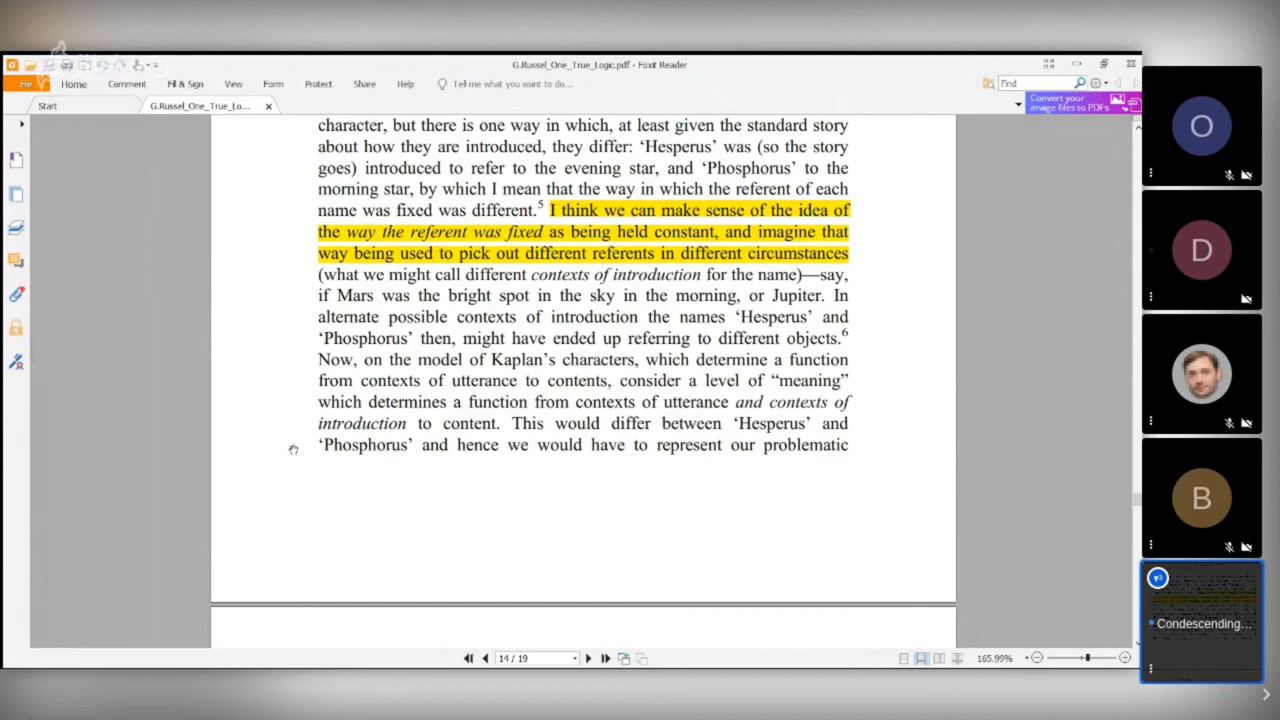 G.Russel_One_True_Logic.pdf - Foxit Reader
File Home Comment Fill & Sign View Form Protect Share Help Tell me what you want to do...
Find
Start G.Russel_One_True_Lo...
Convert your
image files to PDFs
character, but there is one way in which, at least given the standard story
about how they are introduced, they differ: ‘Hesperus’ was (so the story
goes) introduced to refer to the evening star, and ‘Phosphorus’ to the
morning star, by which I mean that the way in which the referent of each
name was fixed was different.5 I think we can make sense of the idea of
the way the referent was fixed as being held constant, and imagine that
way being used to pick out different referents in different circumstances
(what we might call different contexts of introduction for the name)—say,
if Mars was the bright spot in the sky in the morning, or Jupiter. In
alternate possible contexts of introduction the names ‘Hesperus’ and
‘Phosphorus’ then, might have ended up referring to different objects.6
Now, on the model of Kaplan’s characters, which determine a function
from contexts of utterance to contents, consider a level of “meaning”
which determines a function from contexts of utterance and contexts of
introduction to content. This would differ between ‘Hesperus’ and
‘Phosphorus’ and hence we would have to represent our problematic
14 / 19
165.99%
O
D
B
Condescending...